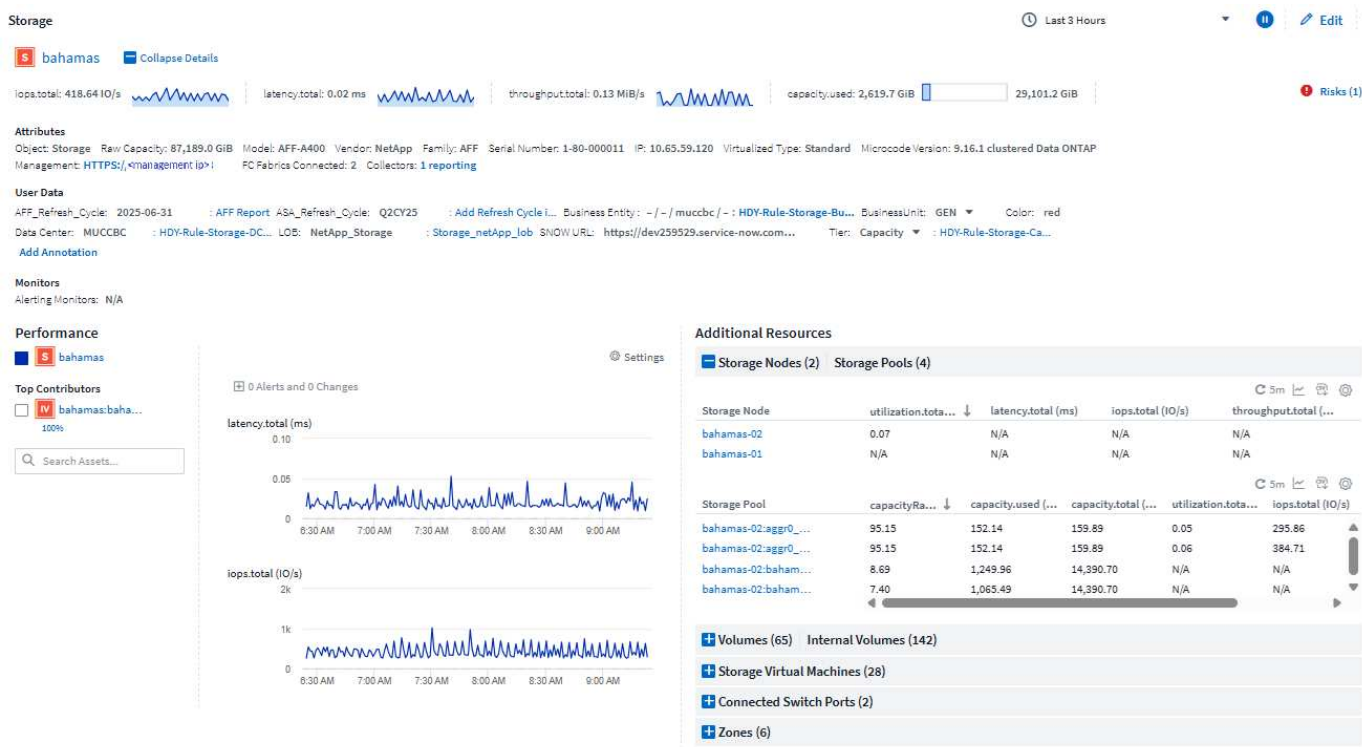 Storage
Last 3 Hours
Edit
S bahamas Collapse Details
iops.total: 418.64 IO/s latency.total: 0.02 ms throughput.total: 0.13 MiB/s capacity.used: 2,619.7 GiB 29,101.2 GiB Risks (1)
Attributes
Object: Storage Raw Capacity: 87,189.0 GiB Model: AFF-A400 Vendor: NetApp Family: AFF Serial Number: 1-80-000011 IP: 10.65.59.120 Virtualized Type: Standard Microcode Version: 9.16.1 clustered Data ONTAP
Management: HTTPS:/,<management ip>: FC Fabrics Connected: 2 Collectors: 1 reporting
User Data
AFF_Refresh_Cycle: 2025-06-31 : AFF Report ASA_Refresh_Cycle: Q2CY25 : Add Refresh Cycle i... Business Entity : – / – / muccbc / – : HDY-Rule-Storage-Bu... BusinessUnit: GEN Color: red
Data Center: MUCCBC : HDY-Rule-Storage-DC... LOB: NetApp_Storage : Storage_netApp_lob SNOW URL: https://dev259529.service-now.com... Tier: Capacity : HDY-Rule-Storage-Ca...
Add Annotation
Monitors
Alerting Monitors: N/A
Performance
S bahamas
Top Contributors
IV bahamas:baha...
100%
Search Assets...
Settings
0 Alerts and 0 Changes
latency.total (ms)
0.10
0.05
0
6:30 AM 7:00 AM 7:30 AM 8:00 AM 8:30 AM 9:00 AM
iops.total (IO/s)
2k
1k
0
6:30 AM 7:00 AM 7:30 AM 8:00 AM 8:30 AM 9:00 AM
Additional Resources
Storage Nodes (2) Storage Pools (4)
5m
Storage Node utilization.tota... ↓ latency.total (ms) iops.total (IO/s) throughput.total (...
bahamas-02 0.07 N/A N/A N/A
bahamas-01 N/A N/A N/A N/A
5m
Storage Pool capacityRa... ↓ capacity.used (... capacity.total (... utilization.tota... iops.total (IO/s)
bahamas-02:aggr0_... 95.15 152.14 159.89 0.05 295.86
bahamas-02:aggr0_... 95.15 152.14 159.89 0.06 384.71
bahamas-02:baham... 8.69 1,249.96 14,390.70 N/A N/A
bahamas-02:baham... 7.40 1,065.49 14,390.70 N/A N/A
Volumes (65) Internal Volumes (142)
Storage Virtual Machines (28)
Connected Switch Ports (2)
Zones (6)